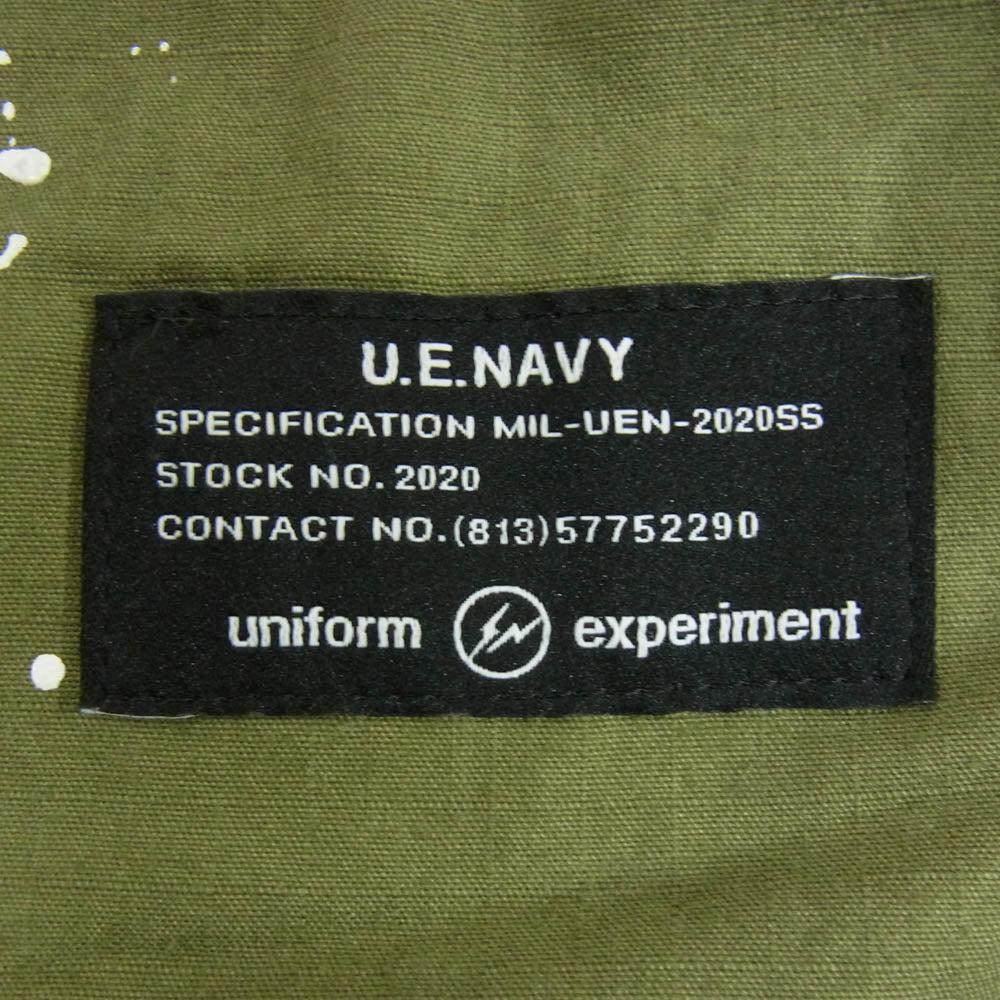 U.E.NAVY
SPECIFICATION MIL-UEN-2020SS
STOCK NO. 2020
CONTACT NO.(813)57752290
uniform experiment